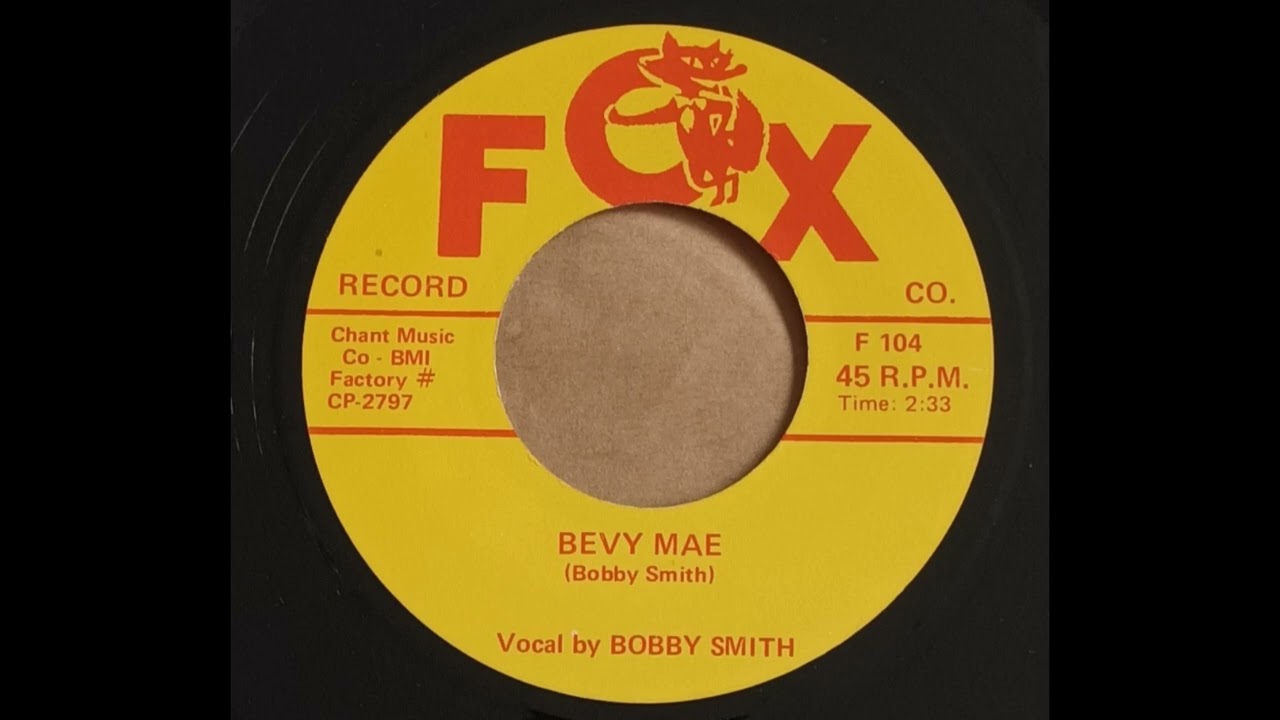 FOX
RECORD CO.
Chant Music
Co - BMI
Factory #
CP-2797
F 104
45 R.P.M.
Time: 2:33
BEVY MAE
(Bobby Smith)
Vocal by BOBBY SMITH